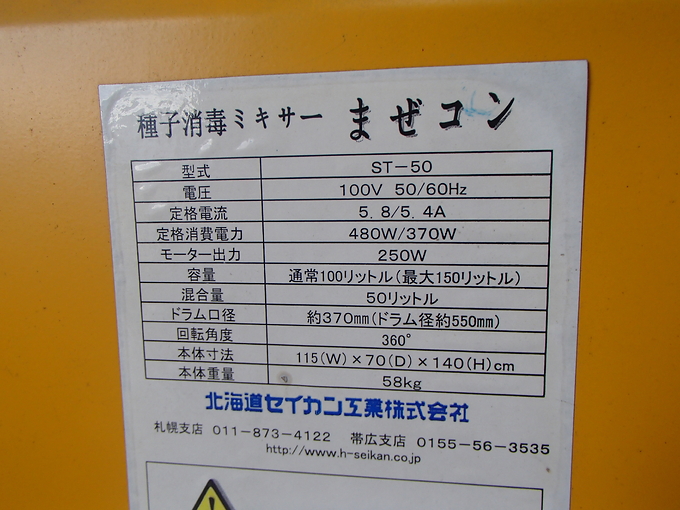 種子消毒ミキサー まぜコン
型式 ST-50
電圧 100V 50/60Hz
定格電流 5.8/5.4A
定格消費電力 480W/370W
モーター出力 250W
容量 通常100リットル(最大150リットル)
混合量 50リットル
ドラム口径 約370mm(ドラム径約550mm)
回転角度 360°
本体寸法 115(W)×70(D)×140(H)cm
本体重量 58kg
北海道セイカン工業株式会社
札幌支店 011-873-4122 帯広支店 0155-56-3535
http://www.h-seikan.co.jp